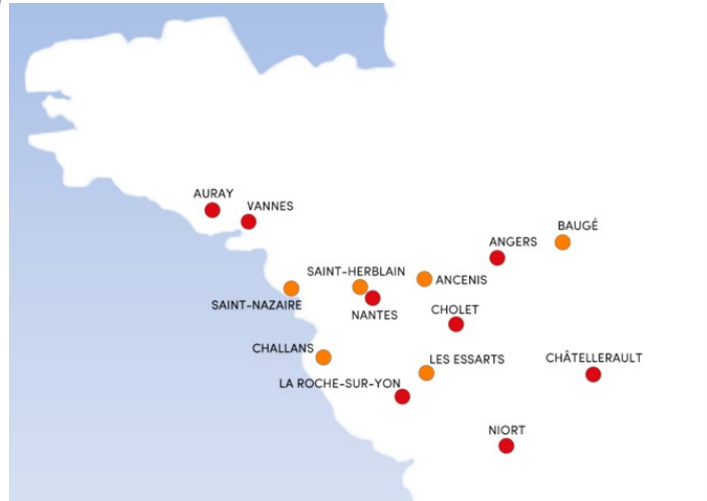 AURAY
VANNES
BAUGÉ
ANGERS
SAINT-HERBLAIN
ANCENIS
SAINT-NAZAIRE
NANTES
CHOLET
CHALLANS
LES ESSARTS
CHÂTELLERAULT
LA ROCHE-SUR-YON
NIORT